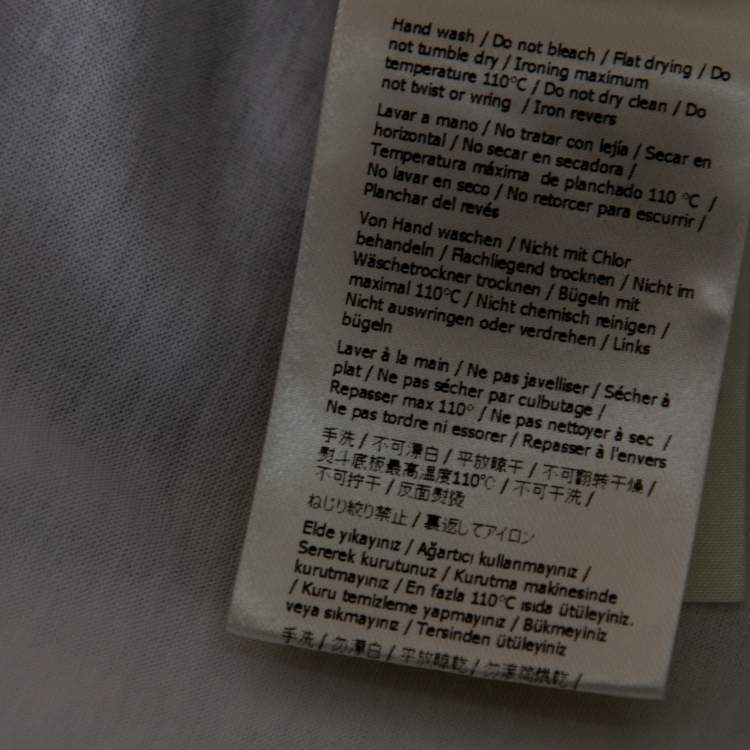 Hand wash / Do not bleach / Flat drying / Do
not tumble dry / Ironing maximum
temperature 110°C / Do not dry clean / Do
not twist or wring / Iron revers
Lavar a mano / No tratar con lejía / Secar en
horizontal / No secar en secadora /
Temperatura máxima de planchado 110 °C /
No lavar en seco / No retorcer para escurrir /
Planchar del revés
Von Hand waschen / Nicht mit Chlor
behandeln / Flachliegend trocknen / Nicht im
Wäschetrockner trocknen / Bügeln mit
maximal 110°C / Nicht chemisch reinigen /
Nicht auswringen oder verdrehen / Links
bügeln
Laver à la main / Ne pas javelliser / Sécher à
plat / Ne pas sécher par culbutage /
Repasser max 110° / Ne pas nettoyer à sec /
Ne pas tordre ni essorer / Repasser à l'envers
手洗 / 不可漂白 / 平放晾干 / 不可翻转干燥 /
熨斗底板最高温度110℃ / 不可干洗 /
不可拧干 / 反面熨烫
ねじり絞り禁止 / 裏返してアイロン
Elde yıkayınız / Ağartıcı kullanmayınız /
Sererek kurutunuz / Kurutma makinesinde
kurutmayınız / En fazla 110°C ısıda ütüleyiniz.
/ Kuru temizleme yapmayınız / Bükmeyiniz
veya sıkmayınız / Tersinden ütüleyiniz
手洗 / 勿漂白 / 平放晾乾 / 勿滾筒烘乾 /